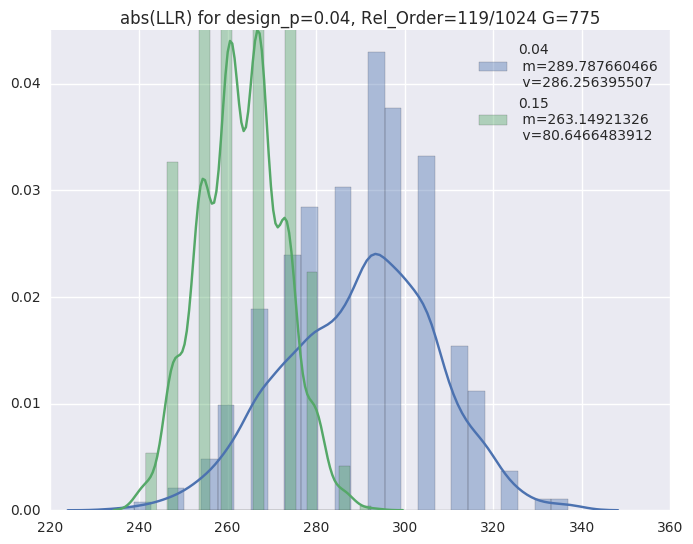 abs(LLR) for design_p=0.04, Rel_Order=119/1024 G=775
0.04
m=289.787660466
v=286.256395507
0.15
m=263.14921326
v=80.6466483912
0.04
0.03
0.02
0.01
0.00
220 240 260 280 300 320 340 360